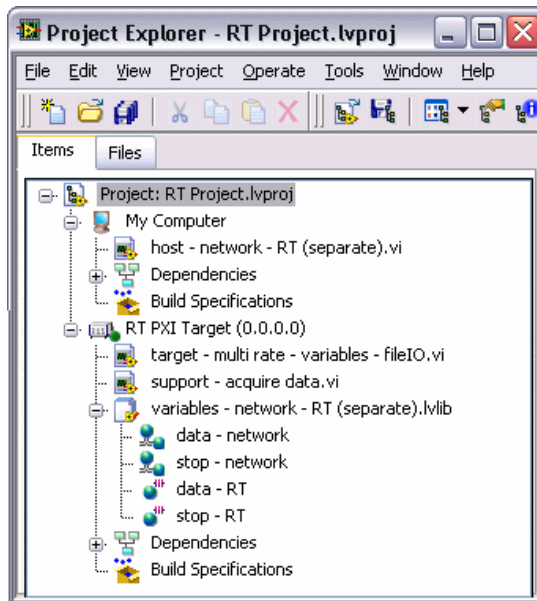 Project Explorer - RT Project.lvproj
File Edit View Project Operate Tools Window Help
Items Files
Project: RT Project.lvproj
My Computer
host - network - RT (separate).vi
Dependencies
Build Specifications
RT PXI Target (0.0.0.0)
target - multi rate - variables - fileIO.vi
support - acquire data.vi
variables - network - RT (separate).lvlib
data - network
stop - network
data - RT
stop - RT
Dependencies
Build Specifications